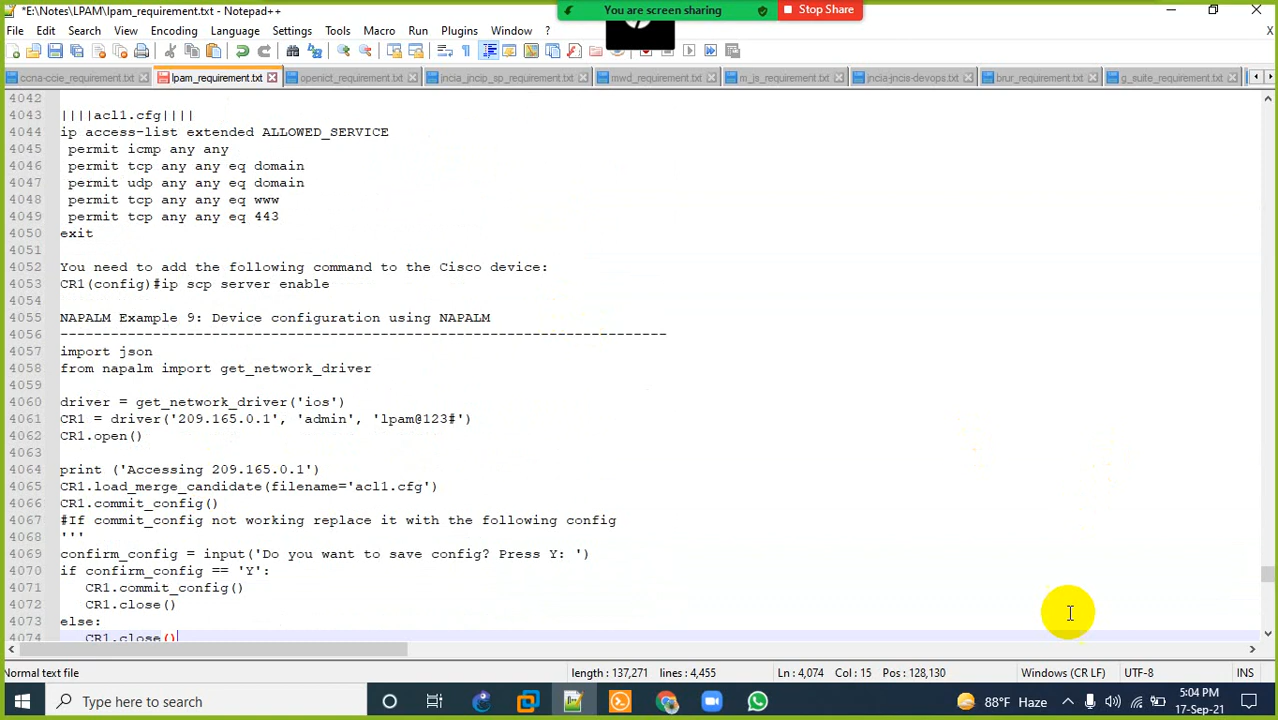 *E:\Notes\LPAM\lpam_requirement.txt - Notepad++
You are screen sharing
Stop Share
File Edit Search View Encoding Language Settings Tools Macro Run Plugins Window ?
X
ccna-ccie_requirement.txt lpam_requirement.txt openict_requirement.txt jncia_jncip_sp_requirement.txt mwd_requirement.txt m_js_requirement.txt jncia-jncis-devops.txt brur_requirement.txt g_suite_requirement.txt
4042
4043 ||||acl1.cfg||||
4044 ip access-list extended ALLOWED_SERVICE
4045 permit icmp any any
4046 permit tcp any any eq domain
4047 permit udp any any eq domain
4048 permit tcp any any eq www
4049 permit tcp any any eq 443
4050 exit
4051
4052 You need to add the following command to the Cisco device:
4053 CR1(config)#ip scp server enable
4054
4055 NAPALM Example 9: Device configuration using NAPALM
4056 ------------------------------------------------------------------------
4057 import json
4058 from napalm import get_network_driver
4059
4060 driver = get_network_driver('ios')
4061 CR1 = driver('209.165.0.1', 'admin', 'lpam@123#')
4062 CR1.open()
4063
4064 print ('Accessing 209.165.0.1')
4065 CR1.load_merge_candidate(filename='acl1.cfg')
4066 CR1.commit_config()
4067 #If commit_config not working replace it with the following config
4068 '''
4069 confirm_config = input('Do you want to save config? Press Y: ')
4070 if confirm_config == 'Y':
4071 CR1.commit_config()
4072 CR1.close()
4073 else:
4074 CR1.close()
Normal text file length : 137,271 lines : 4,455 Ln : 4,074 Col : 15 Pos : 128,130 Windows (CR LF) UTF-8 INS
Type here to search
88°F Haze
5:04 PM
17-Sep-21